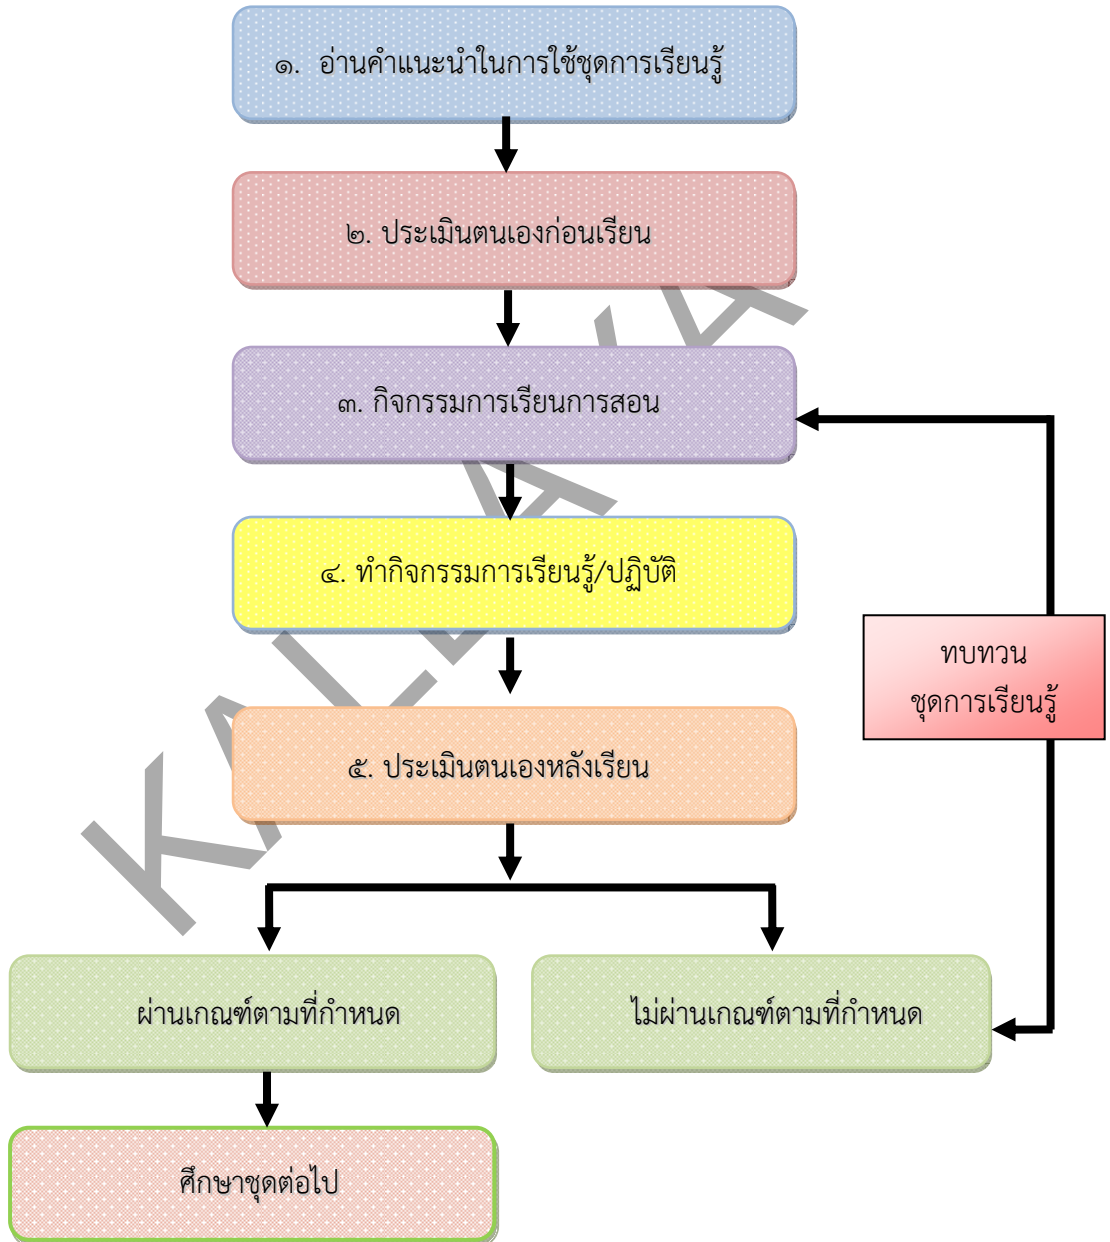 ๑. อ่านคำแนะนำในการใช้ชุดการเรียนรู้
๒. ประเมินตนเองก่อนเรียน
๓. กิจกรรมการเรียนการสอน
๔. ทำกิจกรรมการเรียนรู้/ปฏิบัติ
ทบทวน
ชุดการเรียนรู้
๕. ประเมินตนเองหลังเรียน
ผ่านเกณฑ์ตามที่กำหนด
ไม่ผ่านเกณฑ์ตามที่กำหนด
ศึกษาชุดต่อไป